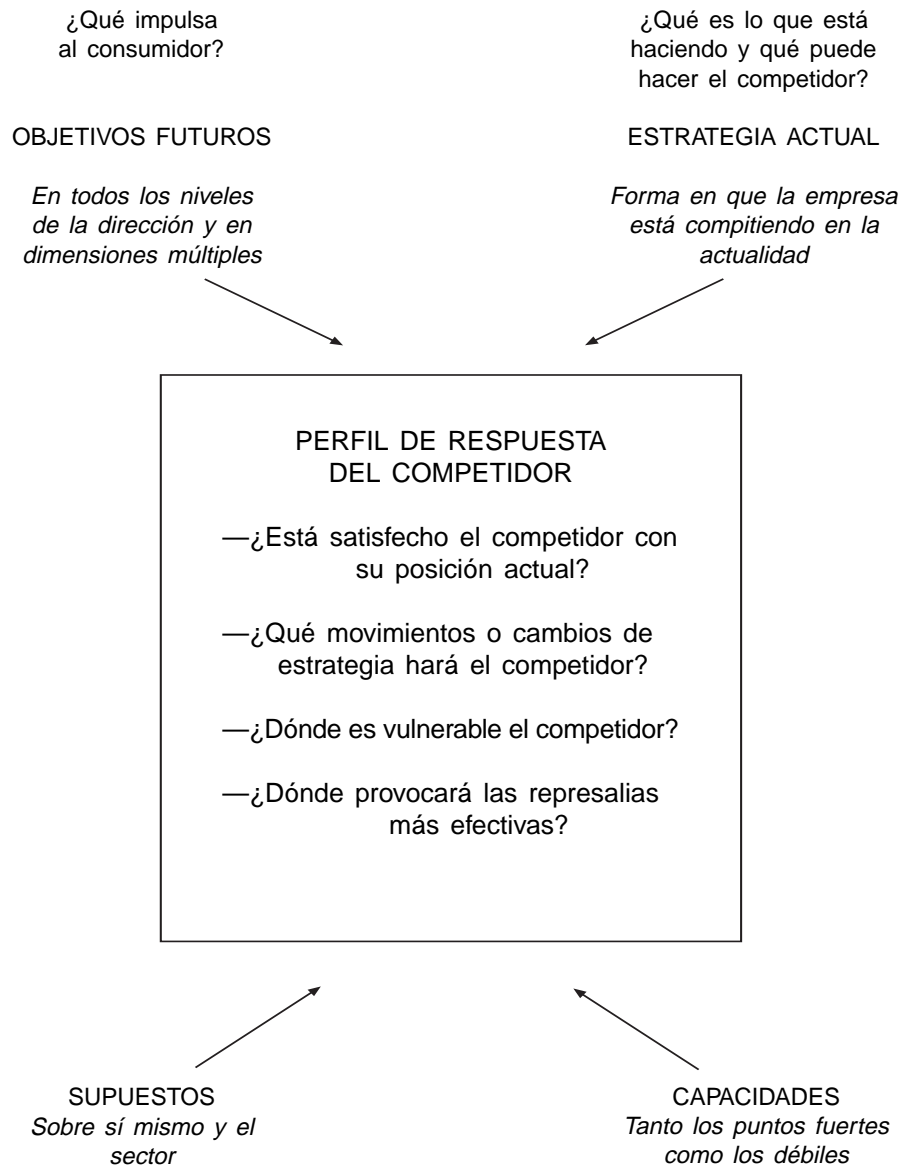 ¿Qué impulsa
al consumidor?
¿Qué es lo que está
haciendo y qué puede
hacer el competidor?
OBJETIVOS FUTUROS
En todos los niveles
de la dirección y en
dimensiones múltiples
ESTRATEGIA ACTUAL
Forma en que la empresa
está compitiendo en la
actualidad
PERFIL DE RESPUESTA
DEL COMPETIDOR
—¿Está satisfecho el competidor con
su posición actual?
—¿Qué movimientos o cambios de
estrategia hará el competidor?
—¿Dónde es vulnerable el competidor?
—¿Dónde provocará las represalias
más efectivas?
SUPUESTOS
Sobre sí mismo y el
sector
CAPACIDADES
Tanto los puntos fuertes
como los débiles